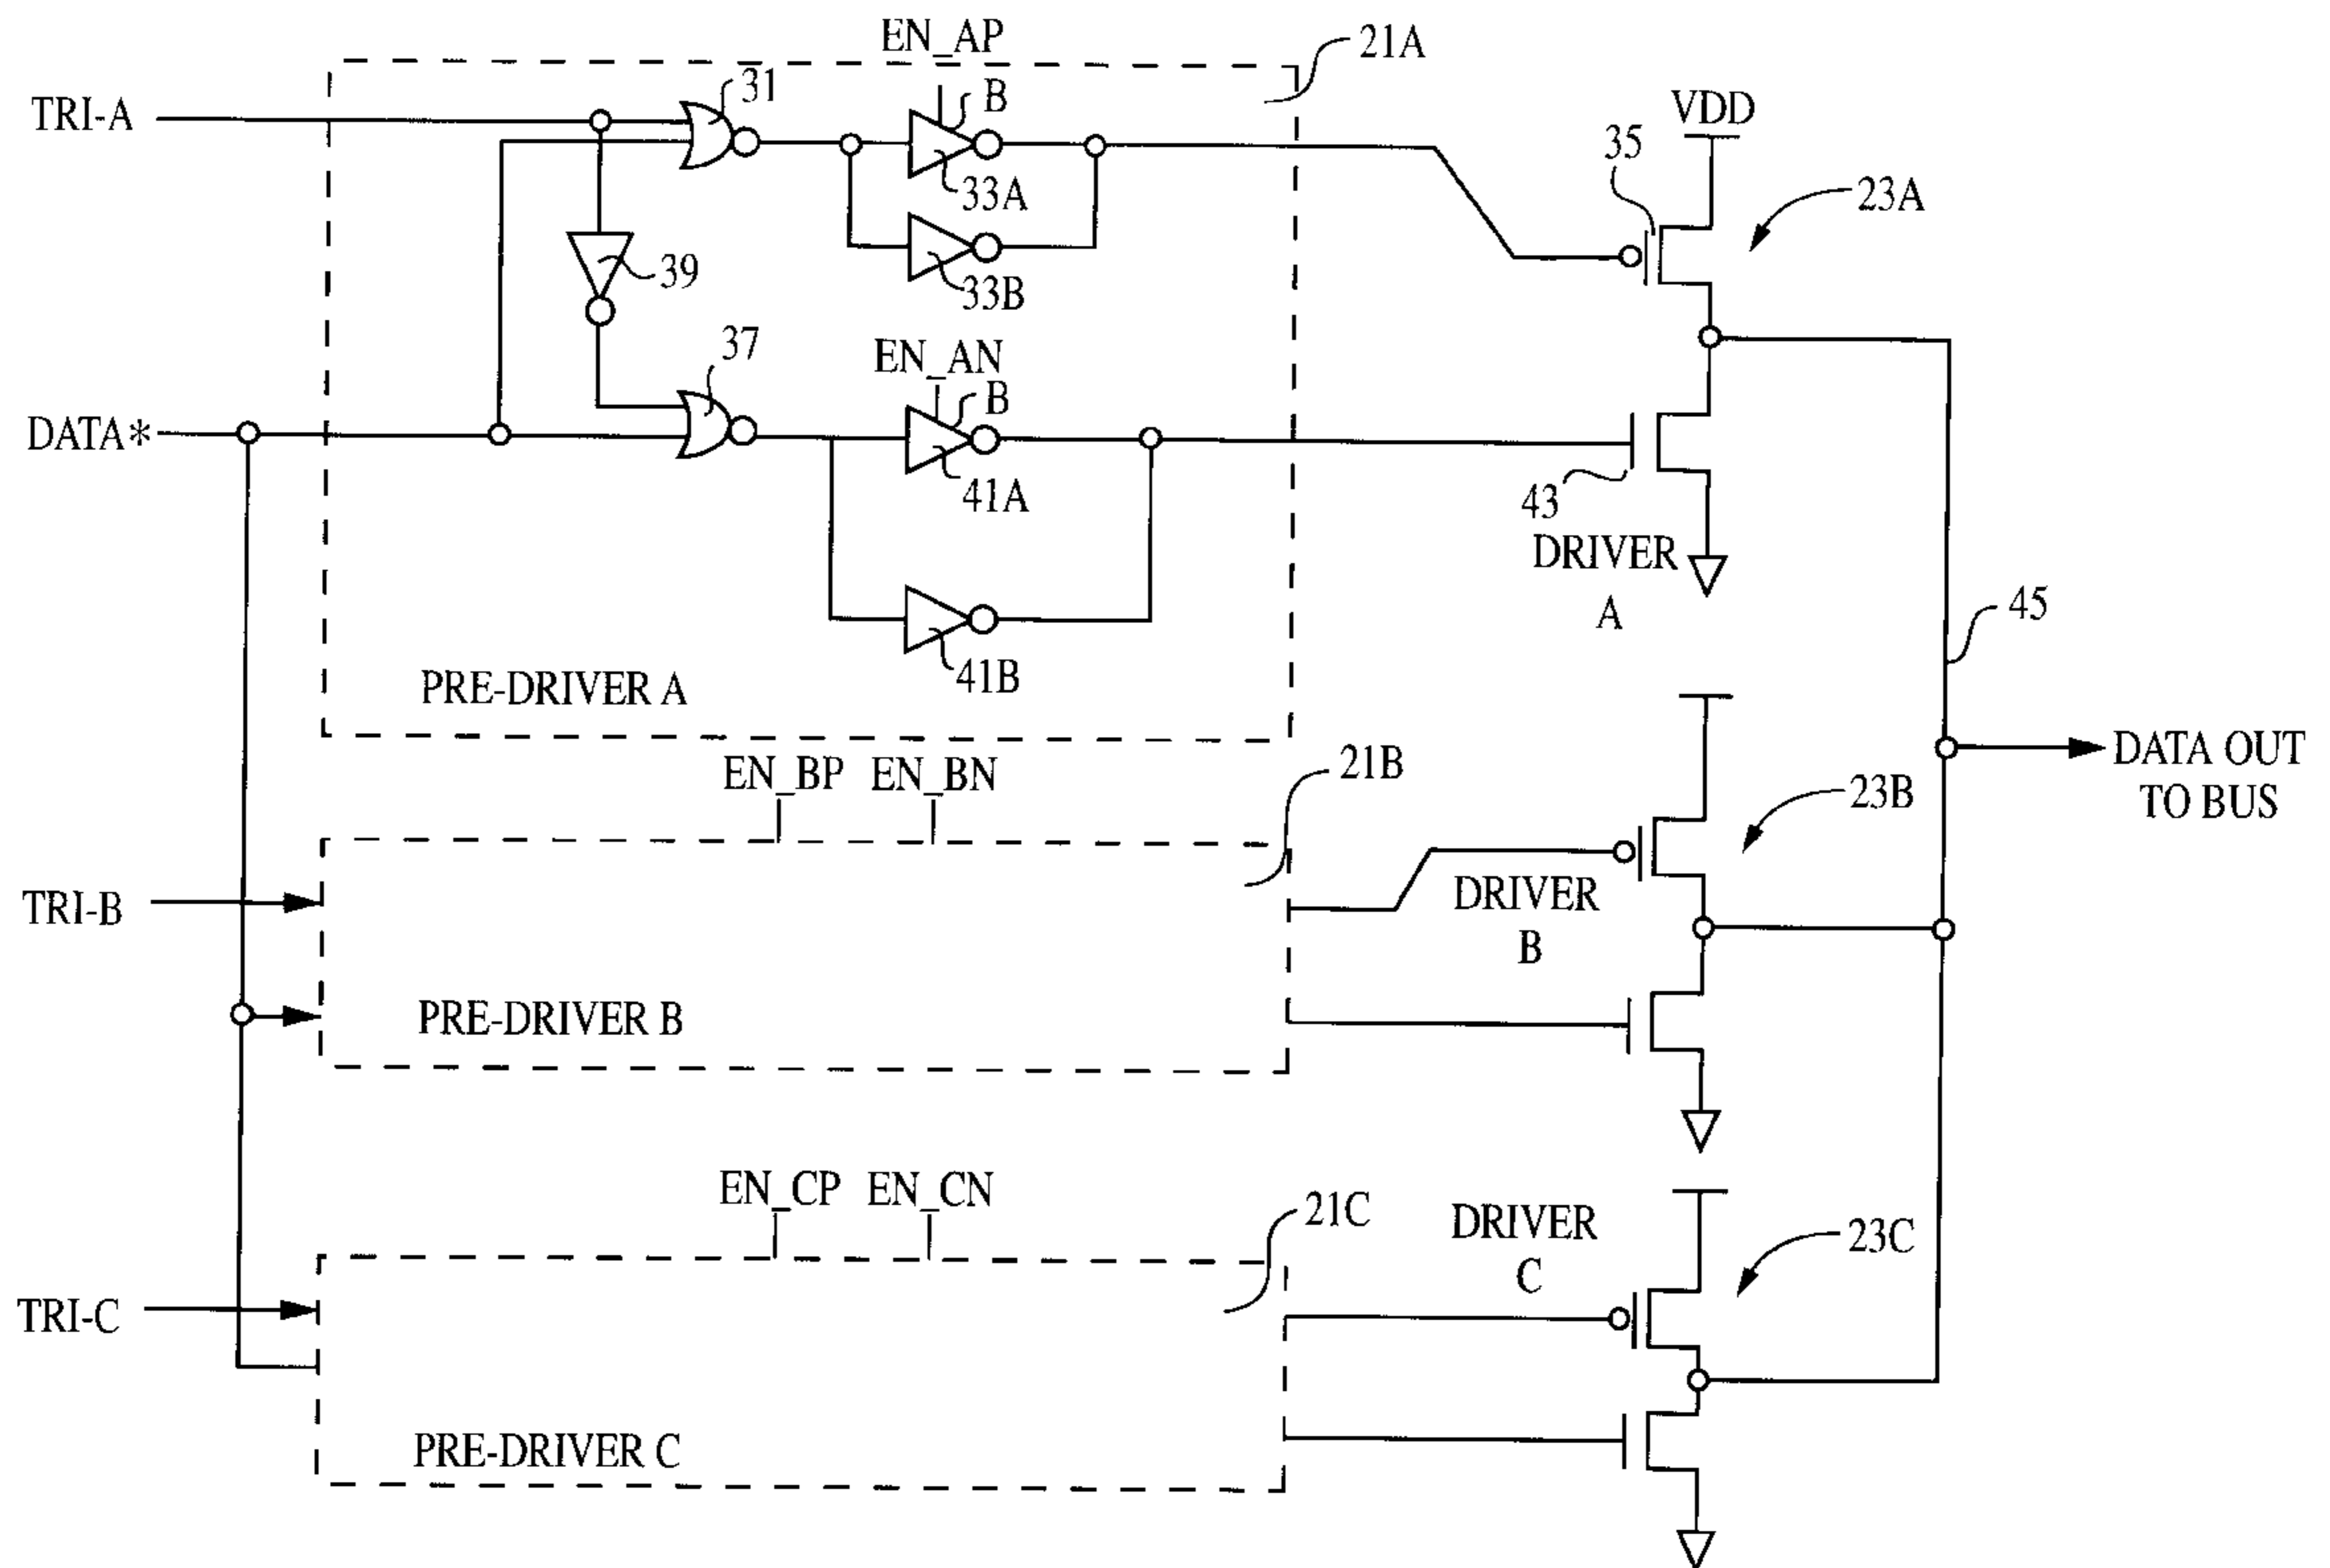 EN_AP
21A
TRI-A
31
B
VDD
35
33A
23A
39
33B
37
EN_AN
B
DATA*
41A
43
DRIVER
A
45
41B
PRE-DRIVER A
EN_BP
EN_BN
21B
DATA OUT
TO BUS
23B
TRI-B
DRIVER
B
PRE-DRIVER B
EN_CP
EN_CN
21C
DRIVER
C
23C
TRI-C
PRE-DRIVER C